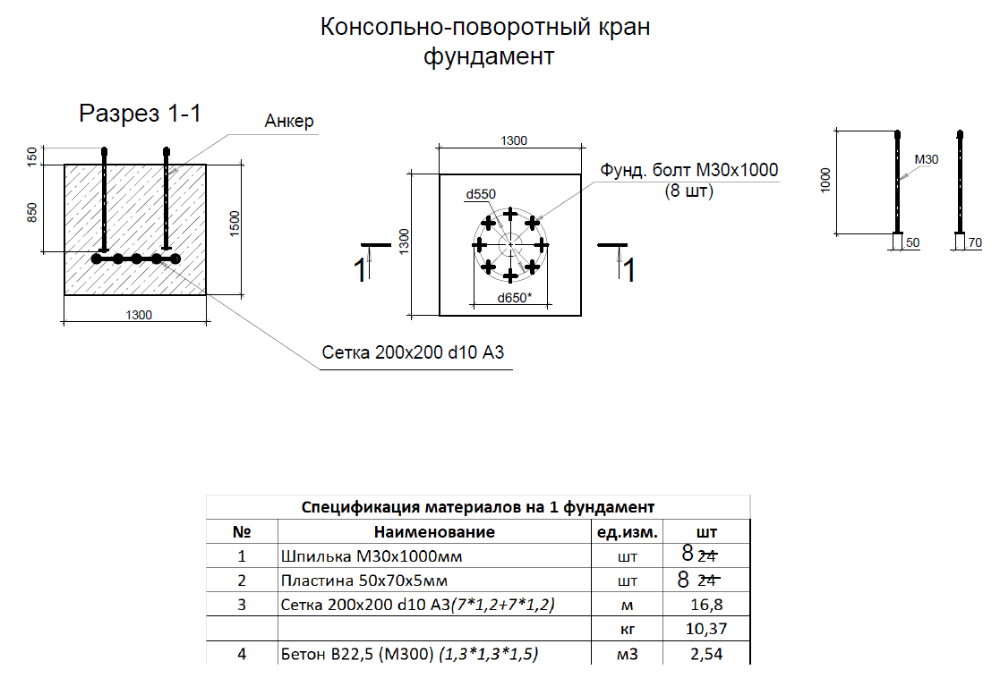 Консольно-поворотный кран
фундамент
Разрез 1-1
Анкер
150
850
1500
1300
Сетка 200х200 d10 А3
1300
1300
d550
d650*
Фунд. болт М30х1000
(8 шт)
1
1
1000
М30
50
70
Спецификация материалов на 1 фундамент
№ Наименование ед.изм. шт
1 Шпилька М30х1000мм шт 8 24
2 Пластина 50х70х5мм шт 8 24
3 Сетка 200х200 d10 А3(7*1,2+7*1,2) м 16,8
кг 10,37
4 Бетон В22,5 (М300) (1,3*1,3*1,5) м3 2,54